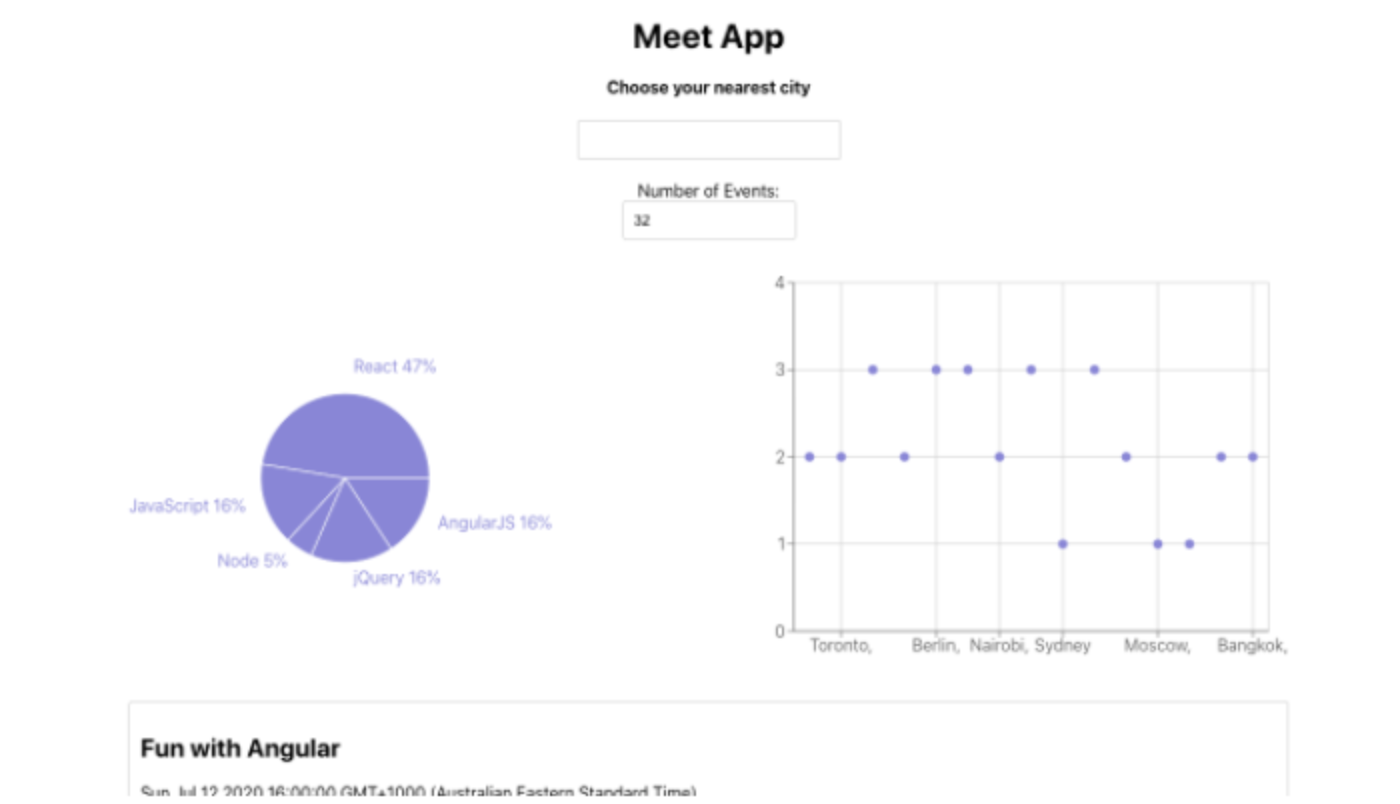 Meet App
Choose your nearest city
Number of Events:
32
React 47%
JavaScript 16%
AngularJS 16%
Node 5%
jQuery 16%
4
3
2
1
0
Toronto, Berlin, Nairobi, Sydney Moscow, Bangkok,
Fun with Angular
Sun Jul 12 2020 16:00:00 GMT+1000 (Australian Eastern Standard Time)